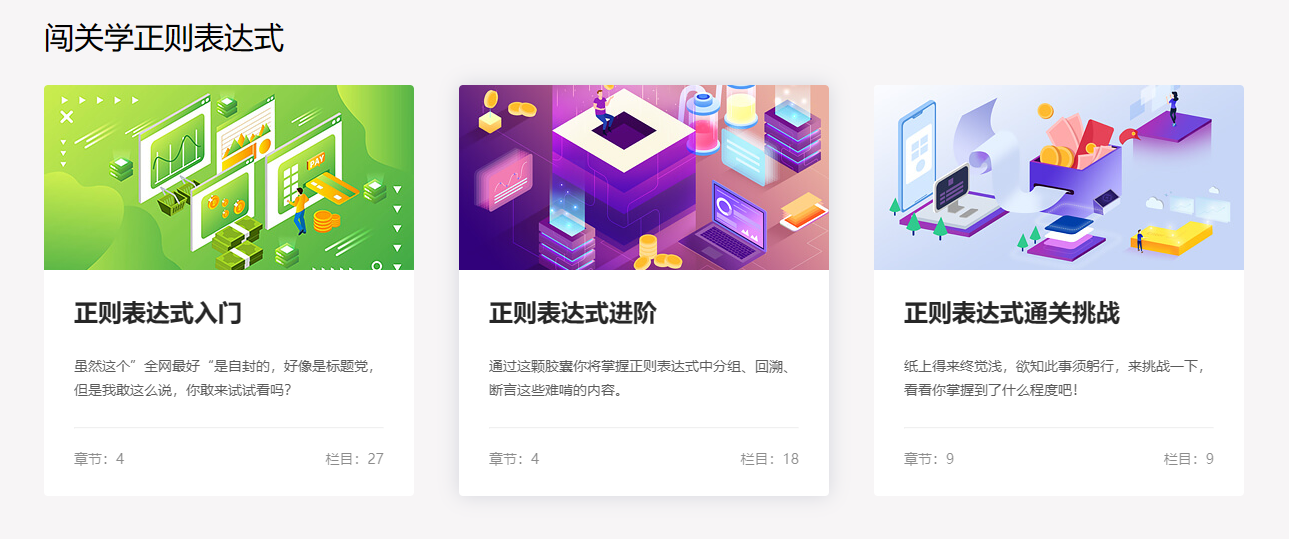 闯关学正则表达式
PAY
正则表达式入门
虽然这个”全网最好“是自封的，好像是标题党，
但是我敢这么说，你敢来试试看吗？
章节：4
栏目：27
正则表达式进阶
通过这颗胶囊你将掌握正则表达式中分组、回溯、
断言这些难啃的内容。
章节：4
栏目：18
正则表达式通关挑战
纸上得来终觉浅，欲知此事须躬行，来挑战一下，
看看你掌握到了什么程度吧！
章节：9
栏目：9